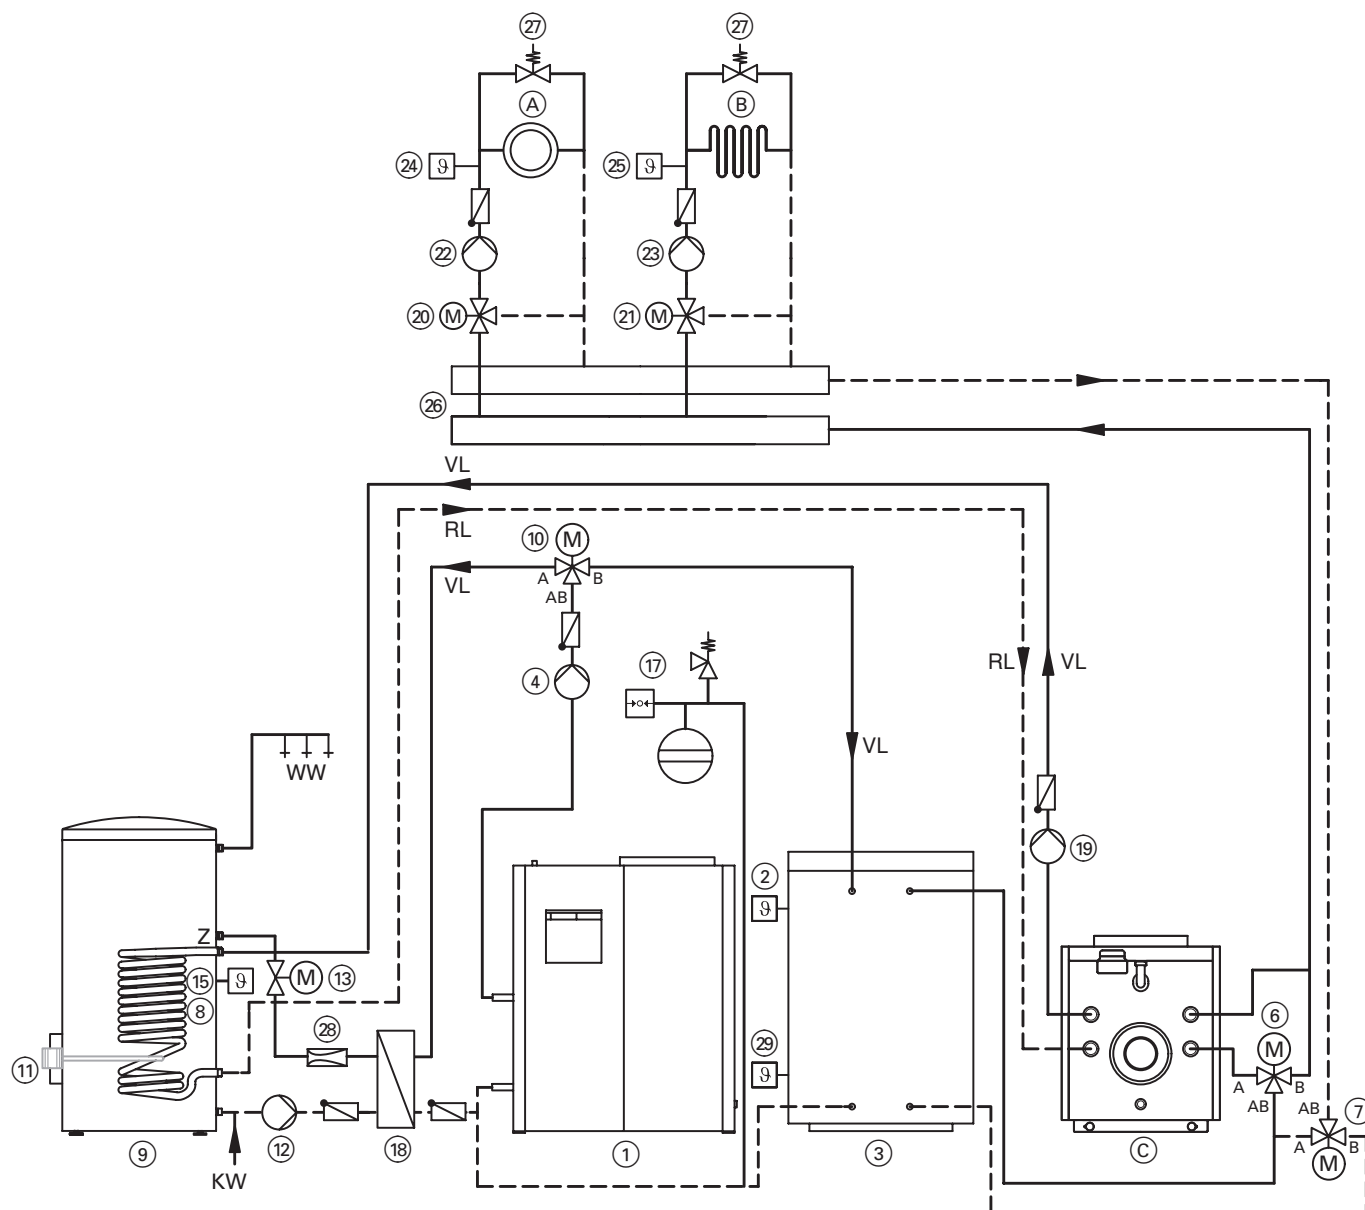 27 27
A B
24 ϑ 25 ϑ
22 23
20 M 21 M
26
VL
RL
10 M
A B
VL AB
17
4
RL VL
VL
WW
2 19
ϑ
Z
15 ϑ M 13
8
6
28 29 M
11 ϑ
A B
AB AB
7
A B
12 18 1 3 C M
9
KW